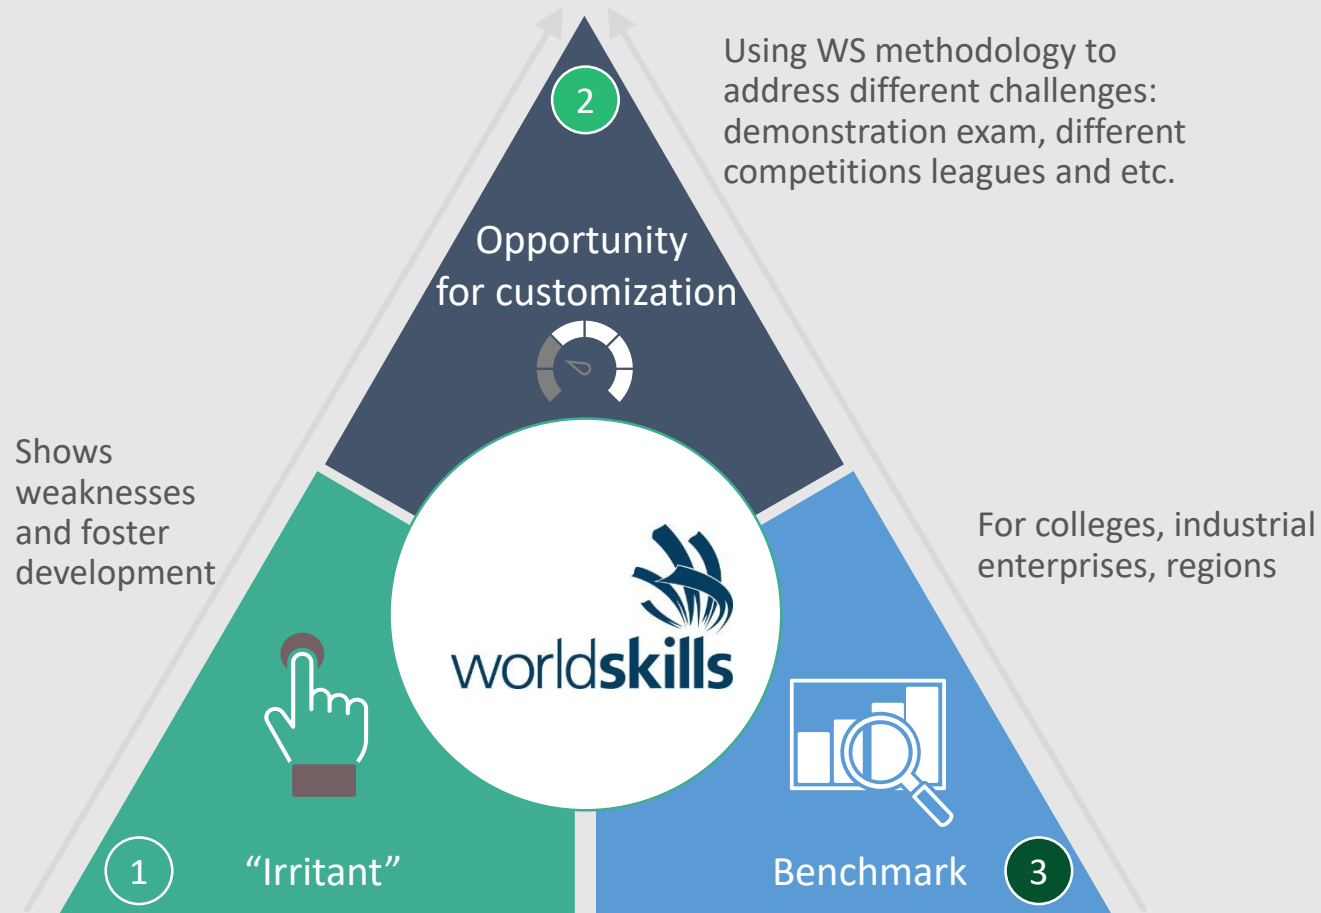 2
Using WS methodology to
address different challenges:
demonstration exam, different
competitions leagues and etc.
Opportunity
for customization
Shows
weaknesses
and foster
development
For colleges, industrial
enterprises, regions
worldskills
1
“Irritant”
Benchmark
3